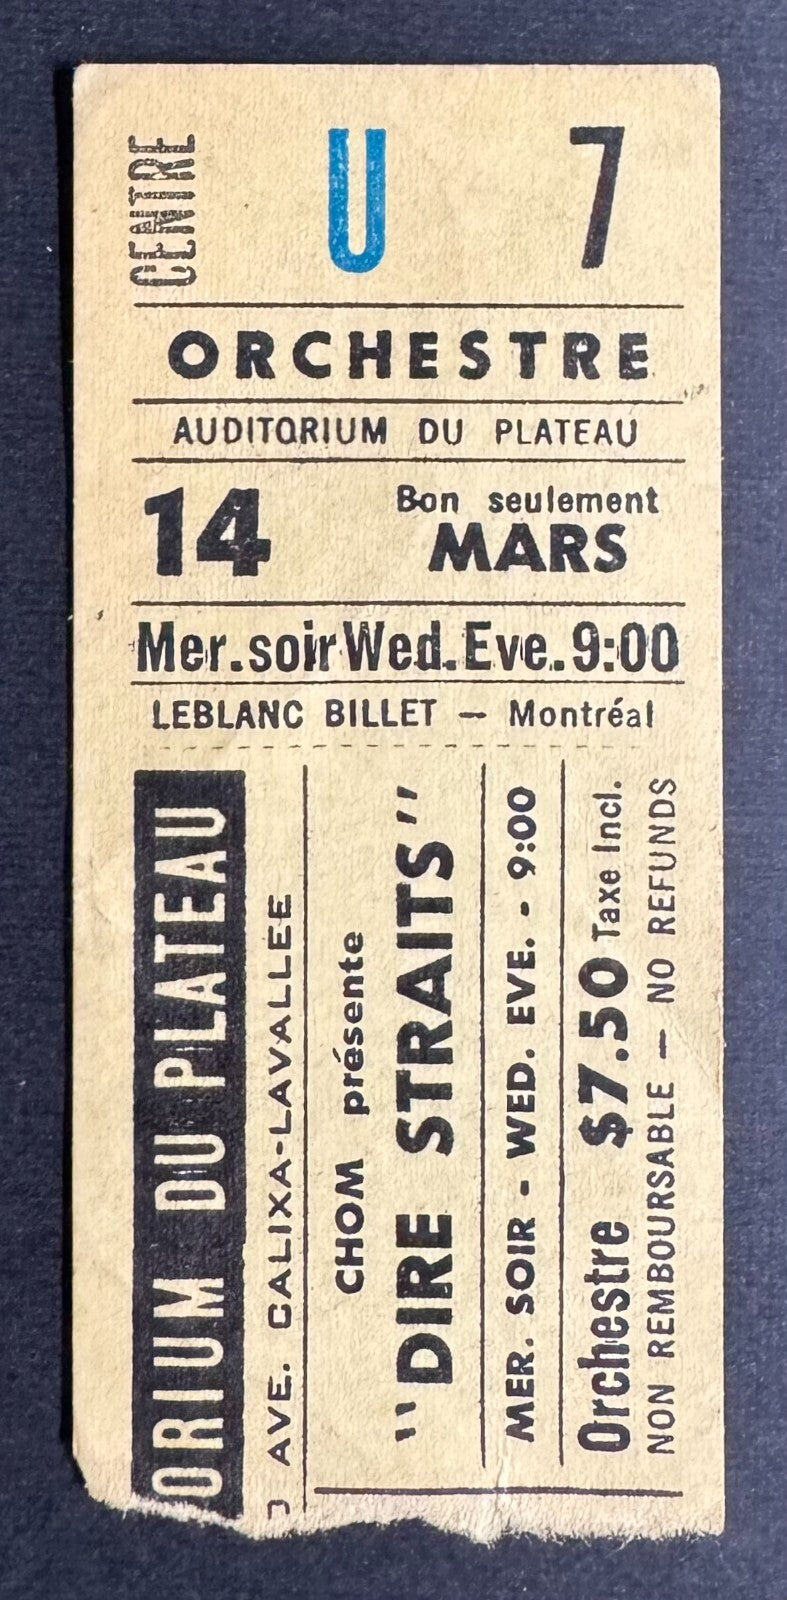 CENTRE
U 7
ORCHESTRE
AUDITORIUM DU PLATEAU
14 Bon seulement
MARS
Mer.soir Wed.Eve.9:00
LEBLANC BILLET — Montréal
ORIUM DU PLATEAU
AVE. CALIXA-LAVALLEE
CHOM présente
"DIRE STRAITS"
MER. SOIR - WED. EVE. - 9:00
Orchestre $7.50 Taxe Incl.
NON REMBOURSABLE — NO REFUNDS